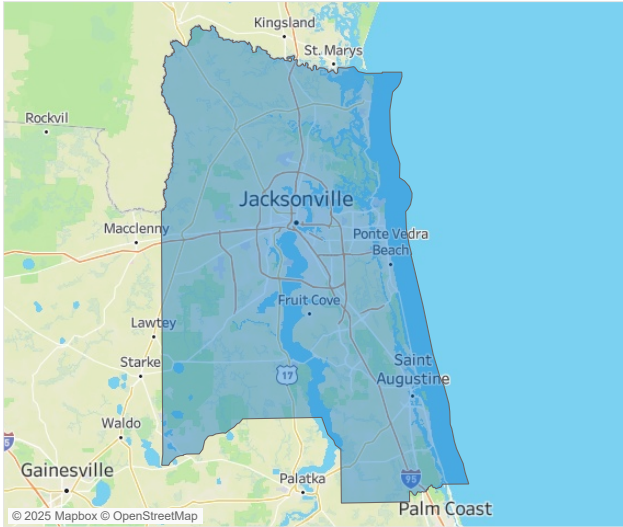 Kingsland
St. Marys
Rockvil
Jacksonville
Macclenny
Ponte Vedra
Beach
Fruit Cove
Lawtey
Starke
17
Saint
Augustine
Waldo
5
Gainesville
Palatka
95
Palm Coast
© 2025 Mapbox © OpenStreetMap